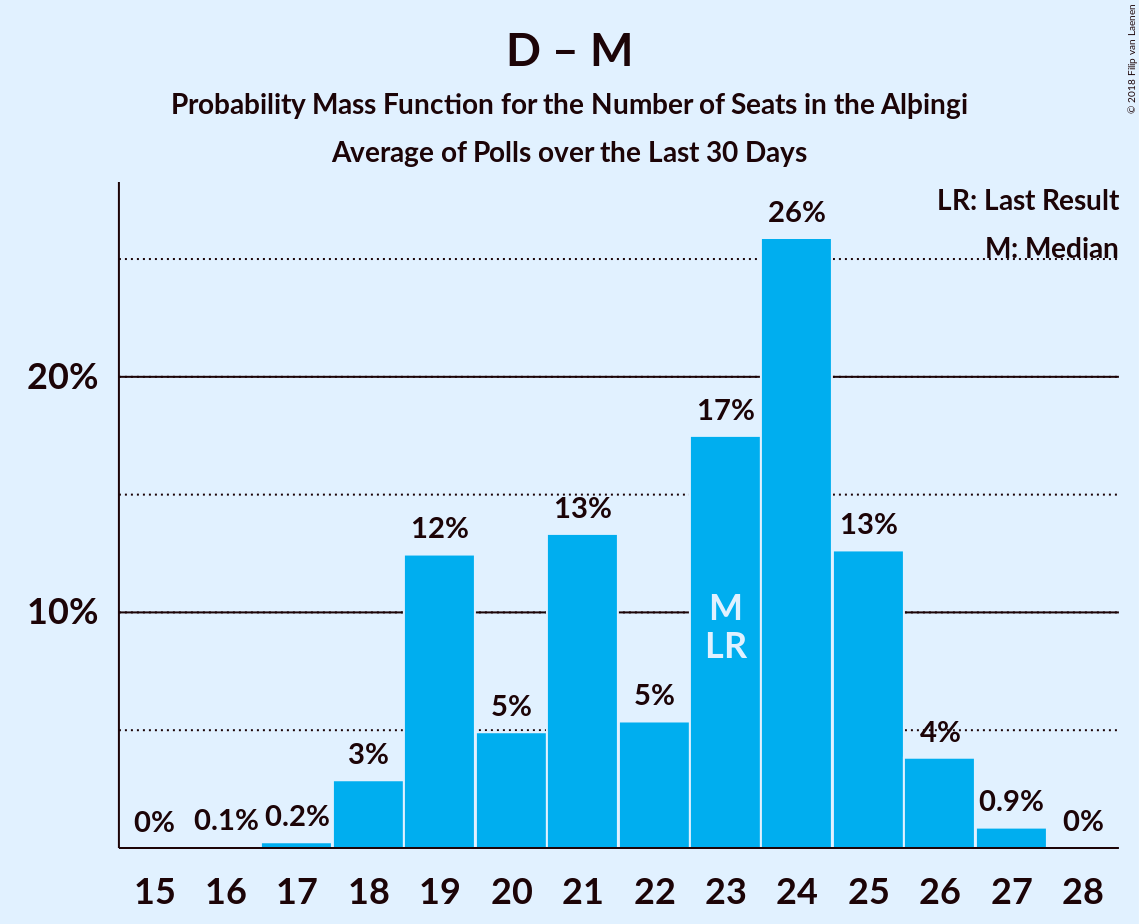 D – M
Probability Mass Function for the Number of Seats in the Alþingi
Average of Polls over the Last 30 Days
© 2018 Filip van Laenen
LR: Last Result
M: Median
20%
10%
0%
0.1%
0.2%
3%
12%
5%
13%
5%
17%
26%
13%
4%
0.9%
0%
M
LR
15 16 17 18 19 20 21 22 23 24 25 26 27 28